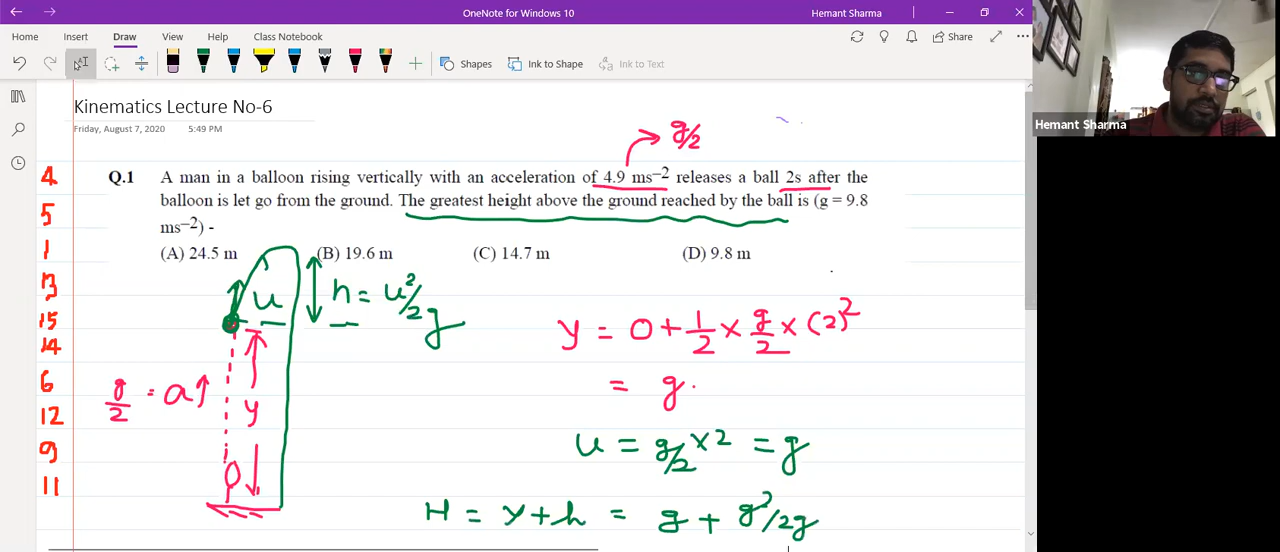 OneNote for Windows 10
Hemant Sharma
Home Insert Draw View Help Class Notebook
Share
Shapes Ink to Shape Ink to Text
Kinematics Lecture No-6
Friday, August 7, 2020 5:49 PM
Hemant Sharma
→ g/2
4
Q.1 A man in a balloon rising vertically with an acceleration of 4.9 ms⁻² releases a ball 2s after the
balloon is let go from the ground. The greatest height above the ground reached by the ball is (g = 9.8
5
ms⁻²) -
1
(A) 24.5 m (B) 19.6 m (C) 14.7 m (D) 9.8 m
13
u h = u²/2g
15
y = 0 + 1/2 × g/2 × (2)²
14
6
= g.
g/2 = a↑ y
12
9
u = g/2 × 2 = g
0
11
H = y + h = g + g²/2g